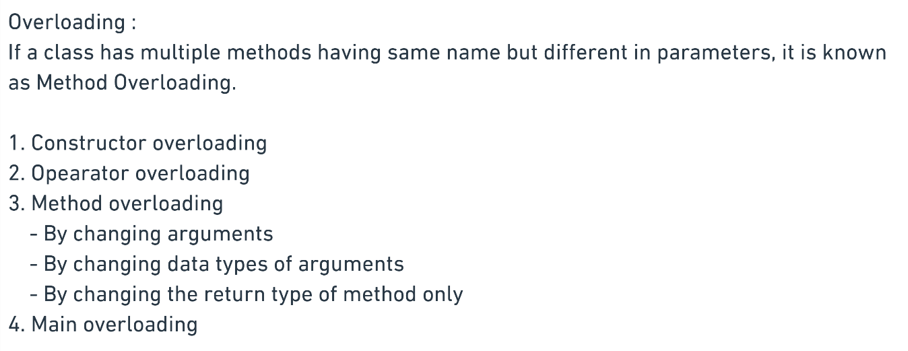 Overloading :
If a class has multiple methods having same name but different in parameters, it is known
as Method Overloading.
1. Constructor overloading
2. Opearator overloading
3. Method overloading
- By changing arguments
- By changing data types of arguments
- By changing the return type of method only
4. Main overloading